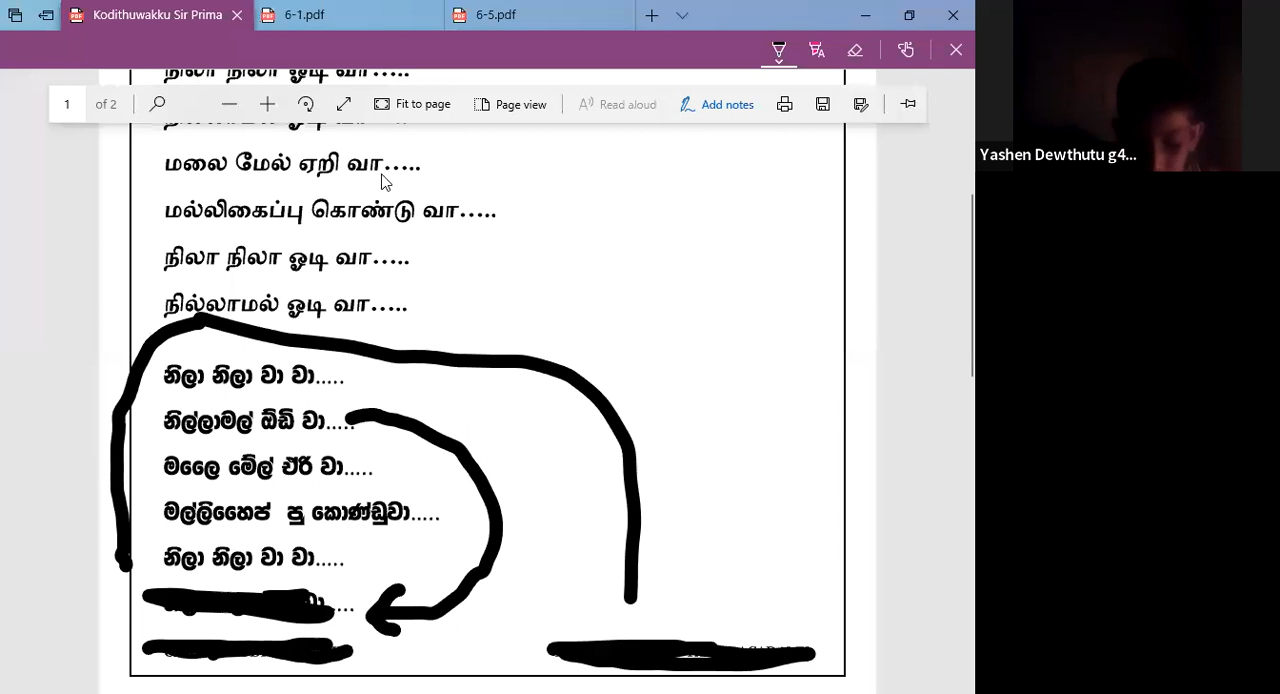 Kodithuwakku Sir Prima
6-1.pdf
6-5.pdf
நிலா நிலா ஓடி வா.....
1 of 2
Fit to page
Page view
Read aloud
Add notes
மலை மேல் ஏறி வா.....
மல்லிகைப்பு கொண்டு வா.....
நிலா நிலா ஓடி வா.....
நில்லாமல் ஓடி வா.....
නිලා නිලා වා වා.....
නිල්ලාමල් ඕඩි වා.....
මලෛ මේල් ඒරි වා.....
මල්ලිහෛප් පු කොණ්ඩුවා.....
නිලා නිලා වා වා.....
Yashen Dewthutu g4...